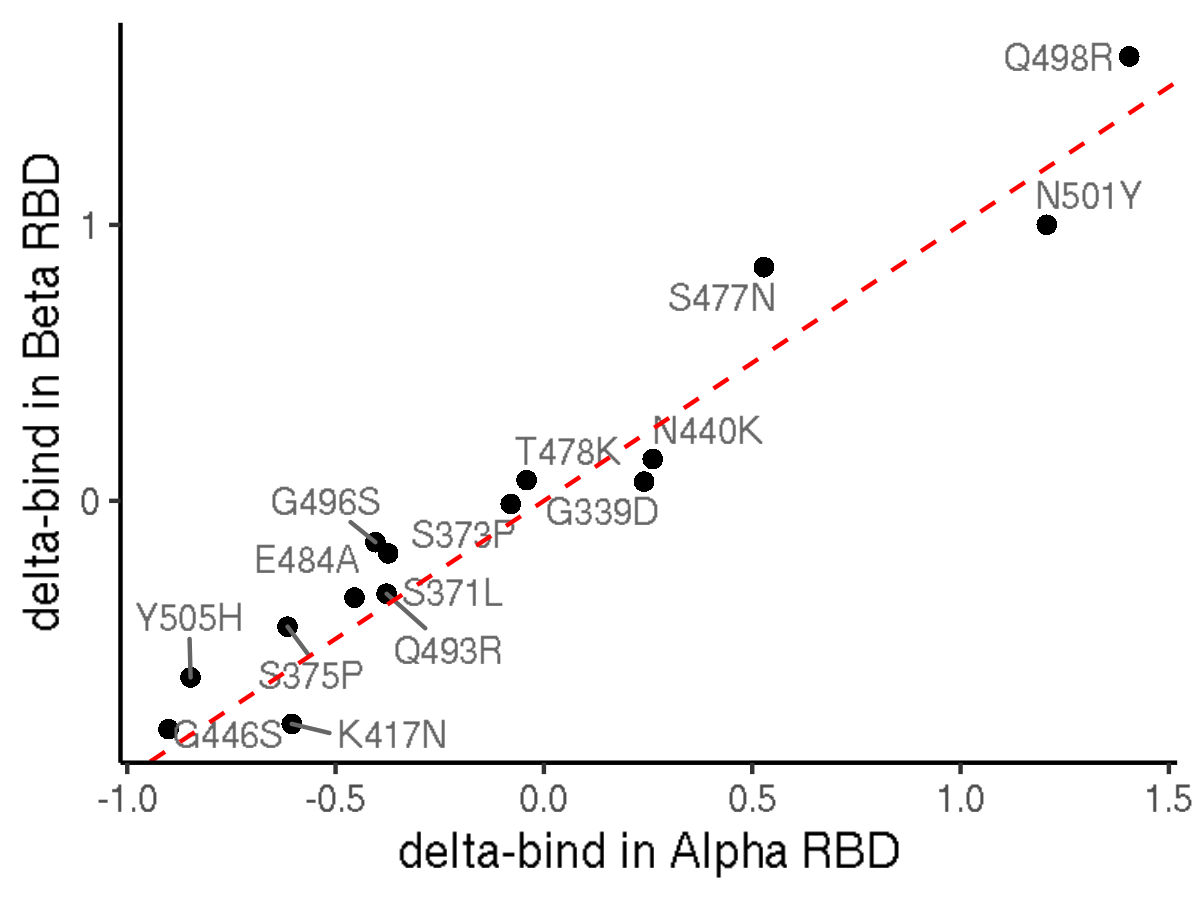 Q498R
N501Y
1
S477N
N440K
T478K
0
G496S
G339D
S373P
E484A
S371L
Y505H
Q493R
S375P
G446S
K417N
-1.0 -0.5 0.0 0.5 1.0 1.5
delta-bind in Alpha RBD
delta-bind in Beta RBD